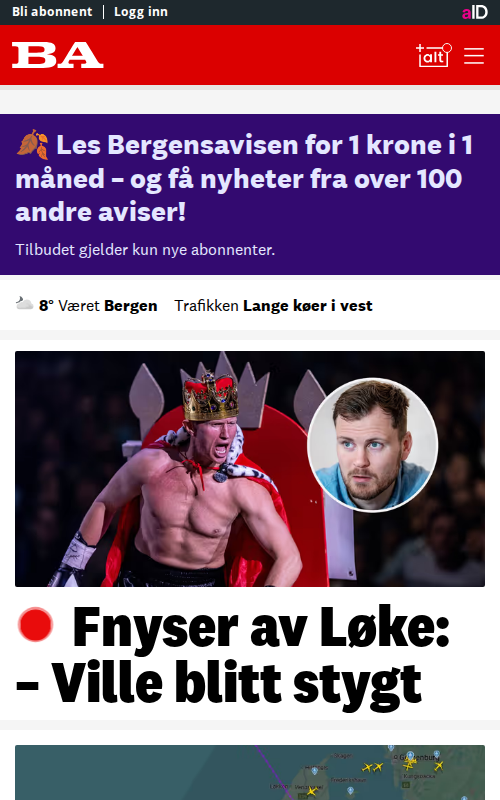 Bli abonnent
Logg inn
aID
BA
alt
Les Bergensavisen for 1 krone i 1
måned – og få nyheter fra over 100
andre aviser!
Tilbudet gjelder kun nye abonnenter.
8° Været Bergen Trafikken Lange køer i vest
Fnyser av Løke:
– Ville blitt stygt